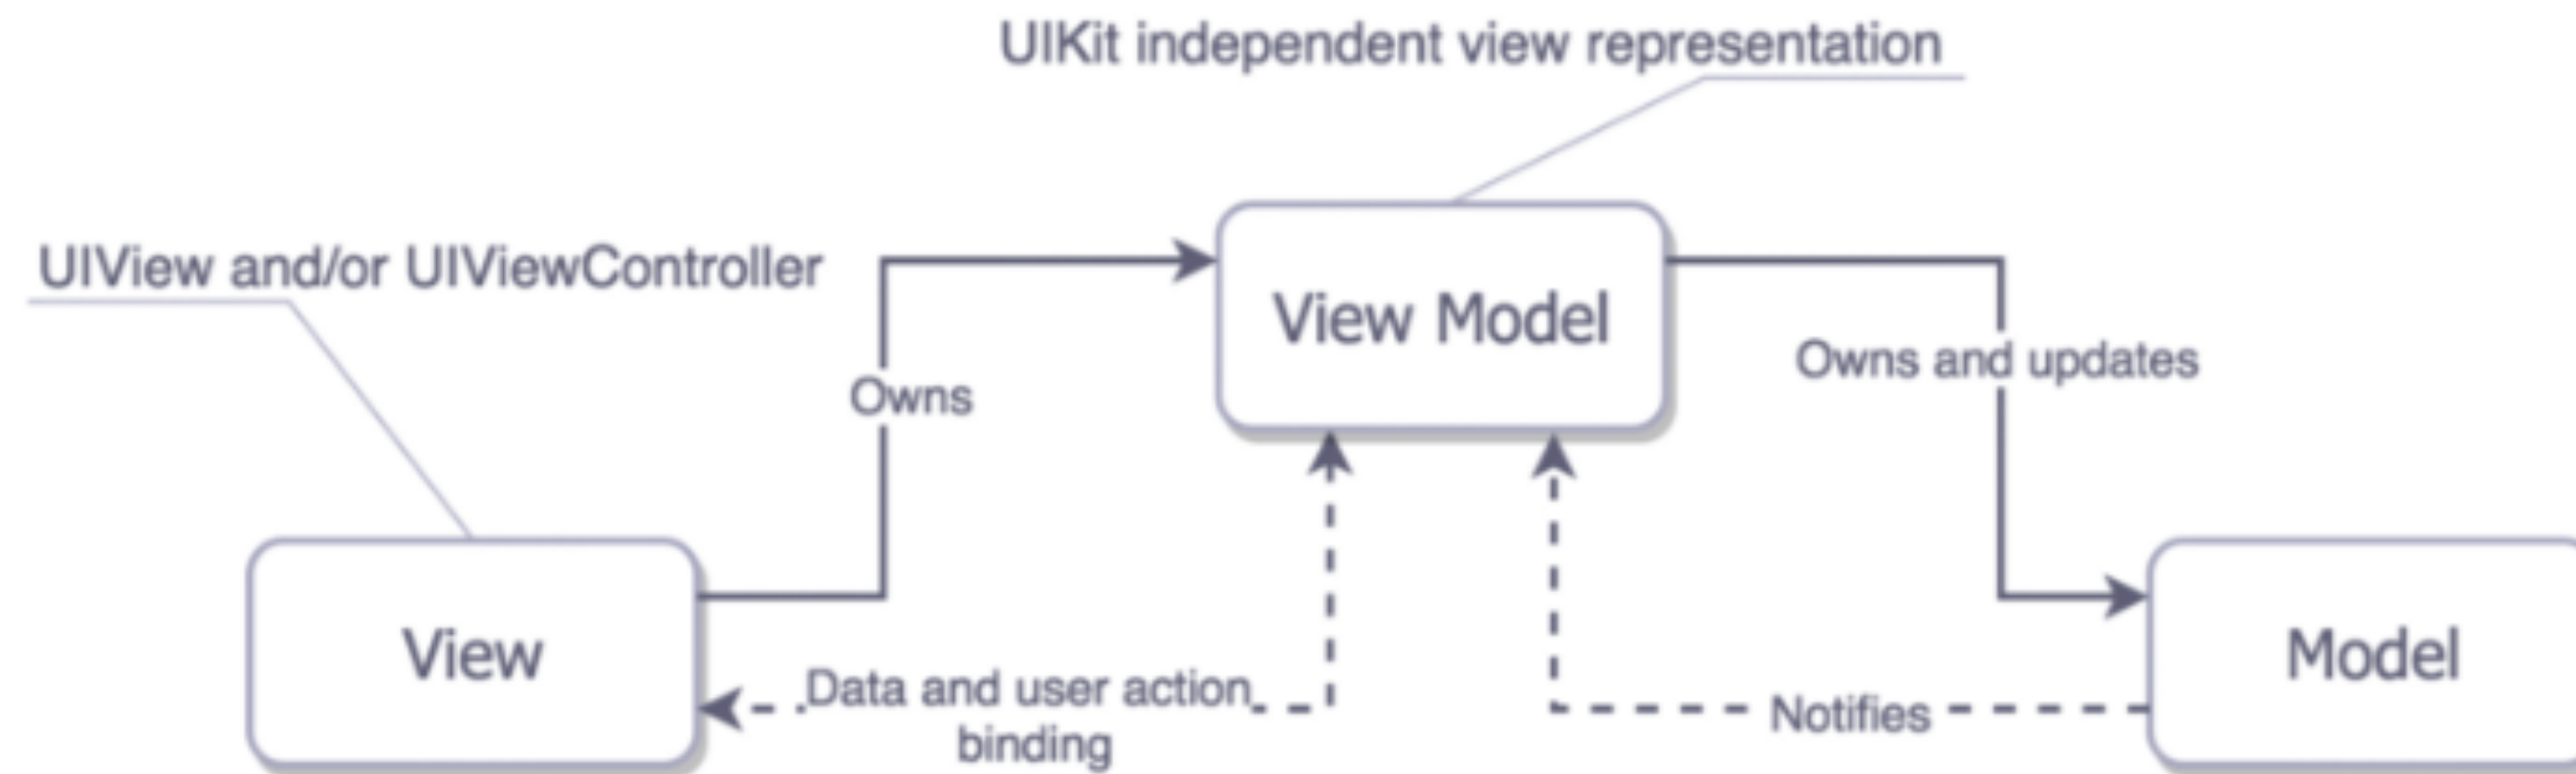 UIKit independent view representation
UIView and/or UIViewController
View Model
Owns
Owns and updates
View
Data and user action
binding
Notifies
Model